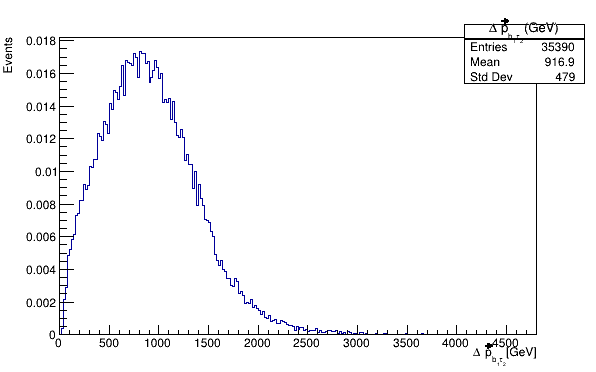 Δ p⃗ b₁τ₂ (GeV)
Entries 35390
Mean 916.9
Std Dev 479
Events
0.018
0.016
0.014
0.012
0.01
0.008
0.006
0.004
0.002
0
0 500 1000 1500 2000 2500 3000 3500 4000 4500
Δ p⃗ b₁τ₂ [GeV]